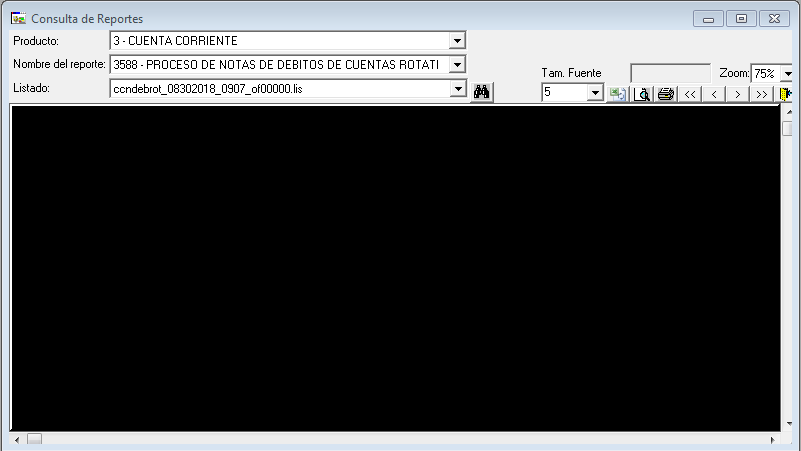 Consulta de Reportes
Producto: 3 - CUENTA CORRIENTE
Nombre del reporte: 3588 - PROCESO DE NOTAS DE DEBITOS DE CUENTAS ROTATI
Listado: ccndebrot_08302018_0907_of00000.lis
Tam. Fuente
Zoom: 75%
5
<< < > >>